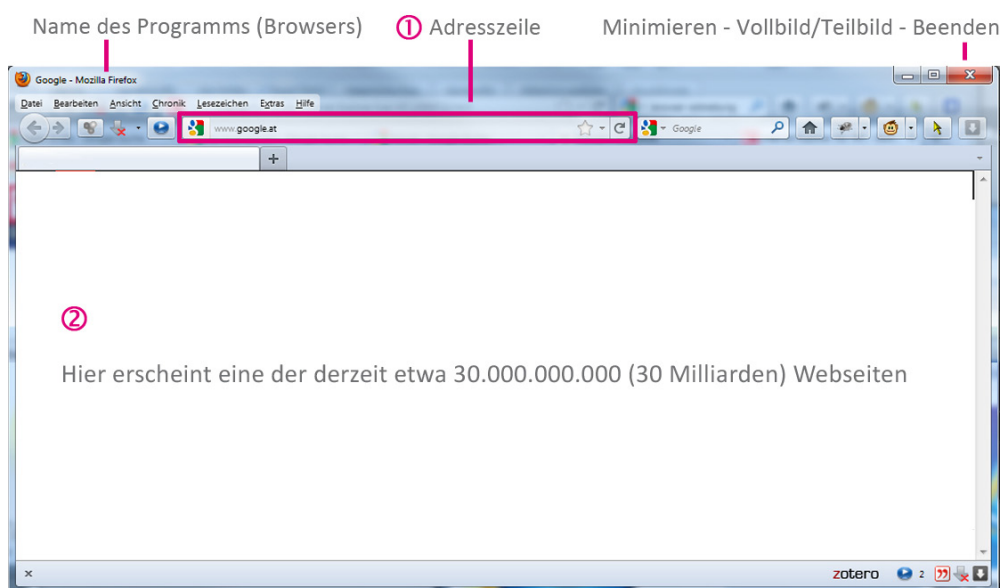 Name des Programms (Browsers)
① Adresszeile
Minimieren - Vollbild/Teilbild - Beenden
Google - Mozilla Firefox
Datei Bearbeiten Ansicht Chronik Lesezeichen Extras Hilfe
www.google.at
Google
②
Hier erscheint eine der derzeit etwa 30.000.000.000 (30 Milliarden) Webseiten
zotero 2